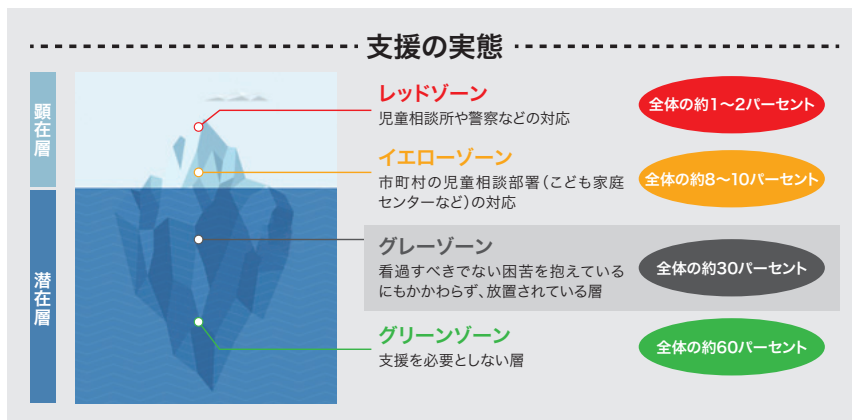 支援の実態
顕在層
レッドゾーン
児童相談所や警察などの対応
全体の約1～2パーセント
イエローゾーン
市町村の児童相談部署(こども家庭
センターなど)の対応
全体の約8～10パーセント
潜在層
グレーゾーン
看過すべきでない困苦を抱えている
にもかかわらず、放置されている層
全体の約30パーセント
グリーンゾーン
支援を必要としない層
全体の約60パーセント